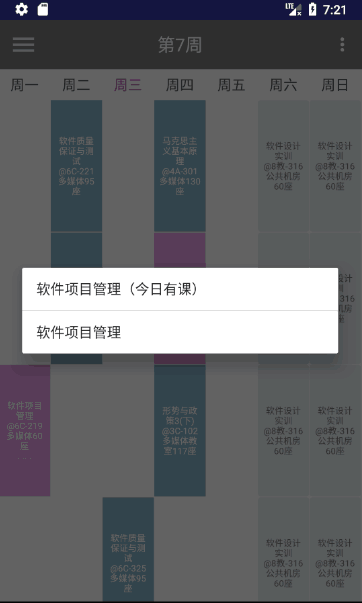 LTE 7:21
第7周
周一 周二 周三 周四 周五 周六 周日
软件质量
保证与测
试
@6C-221
多媒体95
座
马克思主
义基本原
理
@4A-301
多媒体130
座
软件设计
实训
@8教-316
公共机房
60座
软件设计
实训
@8教-316
公共机房
60座
软件项目管理（今日有课）
软件项目管理
软件项目
管理
@6C-219
多媒体60
座
....
形势与政
策3(下)
@3C-102
多媒体教
室117座
软件设计
实训
@8教-316
公共机房
60座
软件设计
实训
@8教-316
公共机房
60座
软件质量
保证与测
试
@6C-325
多媒体95
座
软件设计
实训
@8教-316
公共机房
60座
软件设计
实训
@8教-316
公共机房
60座